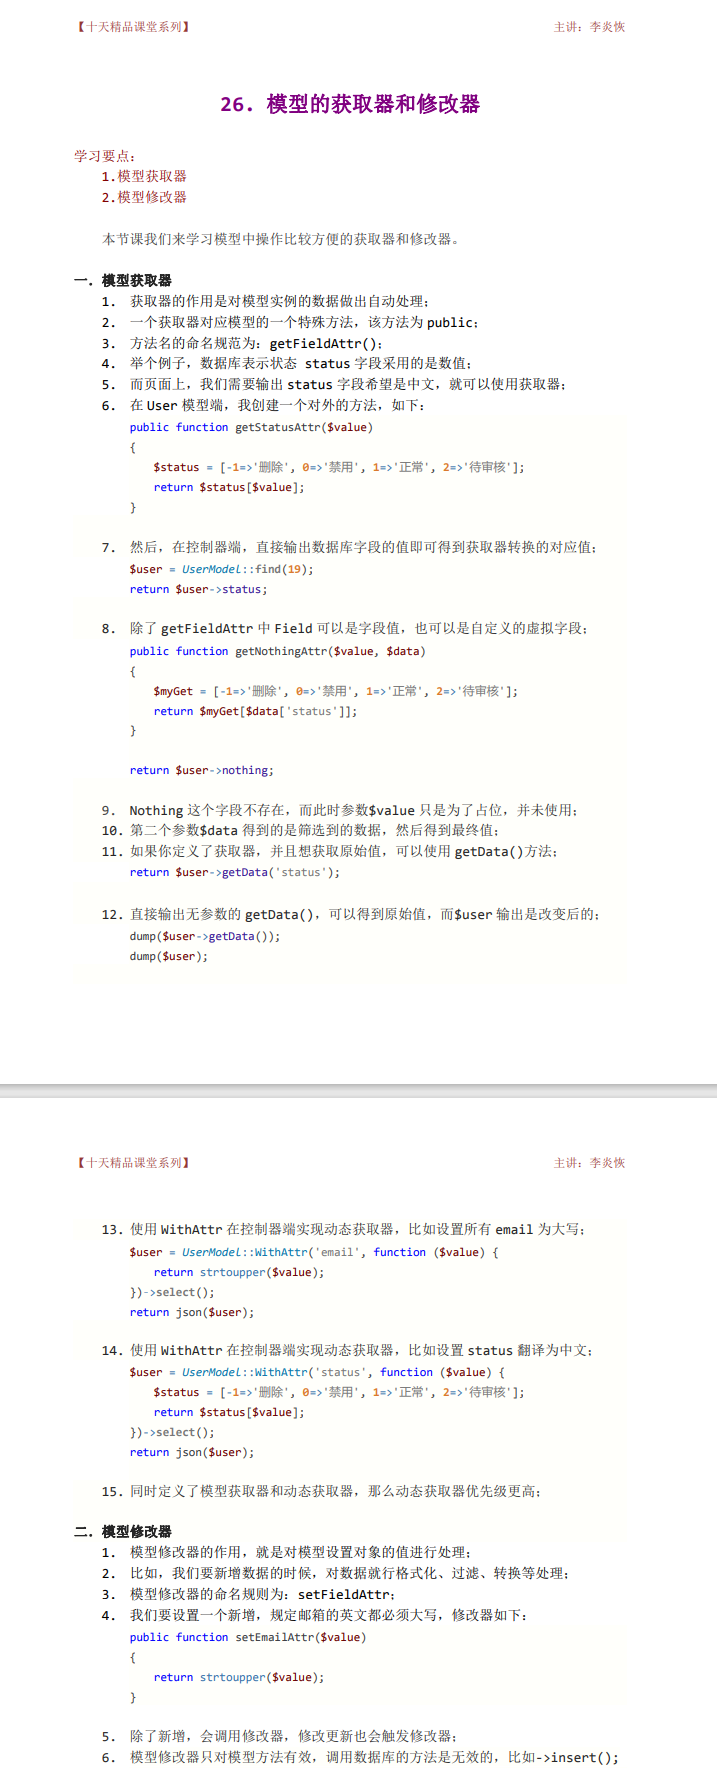 【十天精品课堂系列】 主讲：李炎恢
26．模型的获取器和修改器
学习要点：
1.模型获取器
2.模型修改器
本节课我们来学习模型中操作比较方便的获取器和修改器。
一．模型获取器
1. 获取器的作用是对模型实例的数据做出自动处理；
2. 一个获取器对应模型的一个特殊方法，该方法为 public；
3. 方法名的命名规范为：getFieldAttr()；
4. 举个例子，数据库表示状态 status 字段采用的是数值；
5. 而页面上，我们需要输出 status 字段希望是中文，就可以使用获取器；
6. 在 User 模型端，我创建一个对外的方法，如下：
public function getStatusAttr($value)
{
$status = [-1=>'删除', 0=>'禁用', 1=>'正常', 2=>'待审核'];
return $status[$value];
}
7. 然后，在控制器端，直接输出数据库字段的值即可得到获取器转换的对应值；
$user = UserModel::find(19);
return $user->status;
8. 除了 getFieldAttr 中 Field 可以是字段值，也可以是自定义的虚拟字段；
public function getNothingAttr($value, $data)
{
$myGet = [-1=>'删除', 0=>'禁用', 1=>'正常', 2=>'待审核'];
return $myGet[$data['status']];
}
return $user->nothing;
9. Nothing 这个字段不存在，而此时参数$value 只是为了占位，并未使用；
10. 第二个参数$data 得到的是筛选到的数据，然后得到最终值；
11. 如果你定义了获取器，并且想获取原始值，可以使用 getData()方法；
return $user->getData('status');
12. 直接输出无参数的 getData()，可以得到原始值，而$user 输出是改变后的；
dump($user->getData());
dump($user);
【十天精品课堂系列】 主讲：李炎恢
13. 使用 WithAttr 在控制器端实现动态获取器，比如设置所有 email 为大写；
$user = UserModel::WithAttr('email', function ($value) {
return strtoupper($value);
})->select();
return json($user);
14. 使用 WithAttr 在控制器端实现动态获取器，比如设置 status 翻译为中文；
$user = UserModel::WithAttr('status', function ($value) {
$status = [-1=>'删除', 0=>'禁用', 1=>'正常', 2=>'待审核'];
return $status[$value];
})->select();
return json($user);
15. 同时定义了模型获取器和动态获取器，那么动态获取器优先级更高；
二．模型修改器
1. 模型修改器的作用，就是对模型设置对象的值进行处理；
2. 比如，我们要新增数据的时候，对数据就行格式化、过滤、转换等处理；
3. 模型修改器的命名规则为：setFieldAttr；
4. 我们要设置一个新增，规定邮箱的英文都必须大写，修改器如下：
public function setEmailAttr($value)
{
return strtoupper($value);
}
5. 除了新增，会调用修改器，修改更新也会触发修改器；
6. 模型修改器只对模型方法有效，调用数据库的方法是无效的，比如->insert();